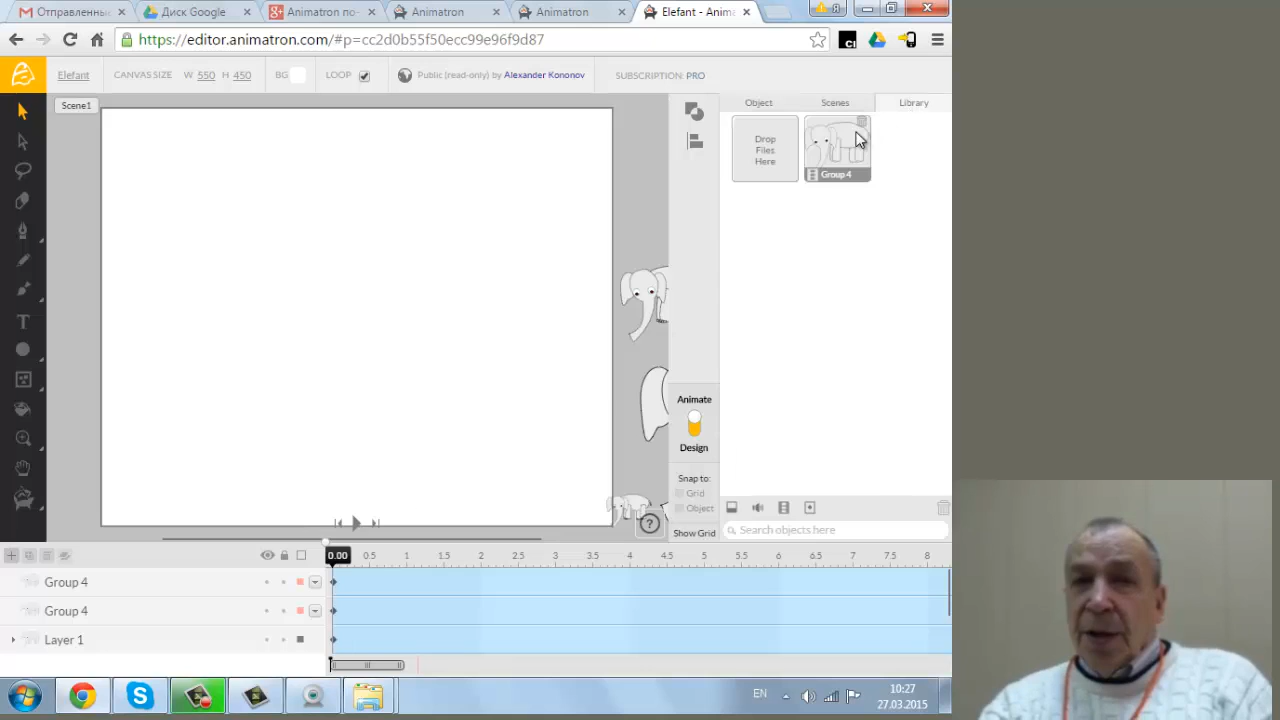 Отправленны
Диск Google
Animatron по-
Animatron
Animatron
Elefant - Anima
Я
https://editor.animatron.com/#p=cc2d0b55f50ecc99e96f9d87
C!
Elefant
CANVAS SIZE W 550 H 450
BG
LOOP
Public (read-only) by Alexander Kononov
SUBSCRIPTION: PRO
Scene1
Object
Scenes
Library
Drop
Files
Here
Group 4
T
Animate
Design
Snap to:
Grid
Object
Show Grid
?
Search objects here
0.00 0.5 1 1.5 2 2.5 3 3.5 4 4.5 5 5.5 6 6.5 7 7.5 8
Group 4
Group 4
Layer 1
EN
10:27
27.03.2015